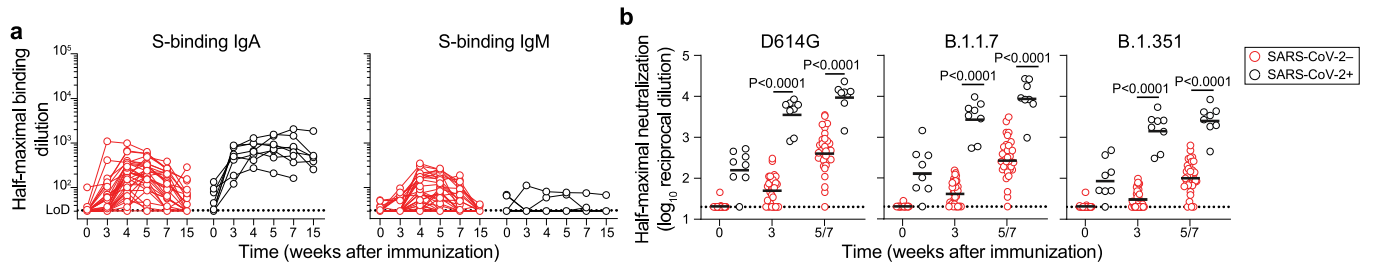 a
S-binding IgA
S-binding IgM
Half-maximal binding
dilution
10⁵
10⁴
10³
10²
LoD
0 3 4 5 7 15 0 3 4 5 7 15
0 3 4 5 7 15 0 3 4 5 7 15
Time (weeks after immunization)
b
D614G
B.1.1.7
B.1.351
Half-maximal neutralization
(log₁₀ reciprocal dilution)
5
4
3
2
1
P<0.0001
P<0.0001
P<0.0001
P<0.0001
P<0.0001
P<0.0001
0 3 5/7
0 3 5/7
0 3 5/7
Time (weeks after immunization)
SARS-CoV-2–
SARS-CoV-2+